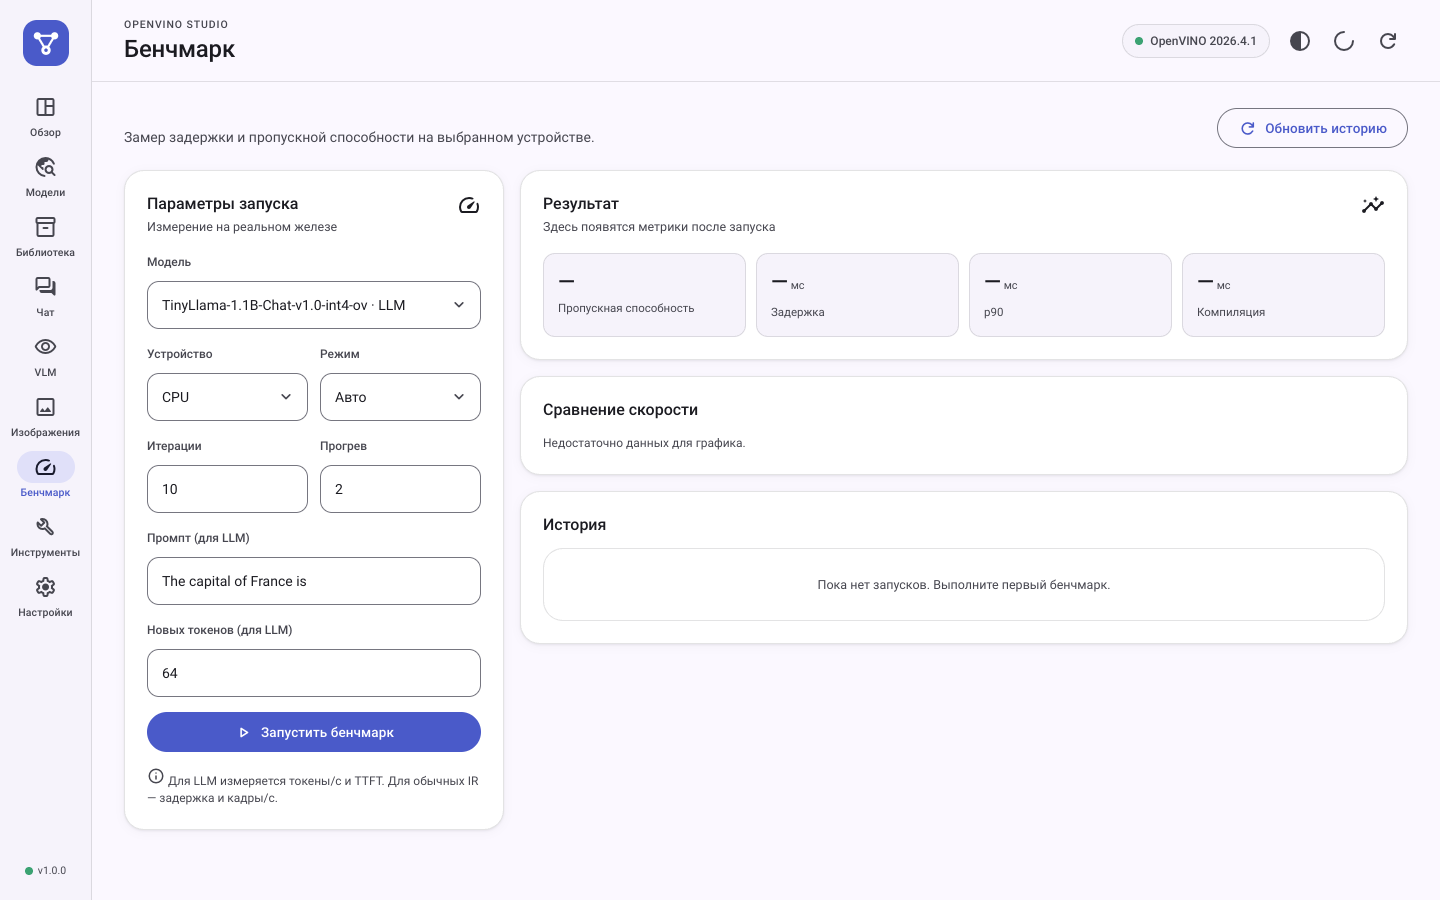 OPENVINO STUDIO
Бенчмарк
OpenVINO 2026.4.1
Обзор
Модели
Библиотека
Чат
VLM
Изображения
Бенчмарк
Инструменты
Настройки
v1.0.0
Замер задержки и пропускной способности на выбранном устройстве.
Обновить историю
Параметры запуска
Измерение на реальном железе
Модель
TinyLlama-1.1B-Chat-v1.0-int4-ov · LLM
Устройство
Режим
CPU
Авто
Итерации
Прогрев
10
2
Промпт (для LLM)
The capital of France is
Новых токенов (для LLM)
64
Запустить бенчмарк
Для LLM измеряется токены/с и TTFT. Для обычных IR
— задержка и кадры/с.
Результат
Здесь появятся метрики после запуска
—
Пропускная способность
— мс
Задержка
— мс
p90
— мс
Компиляция
Сравнение скорости
Недостаточно данных для графика.
История
Пока нет запусков. Выполните первый бенчмарк.